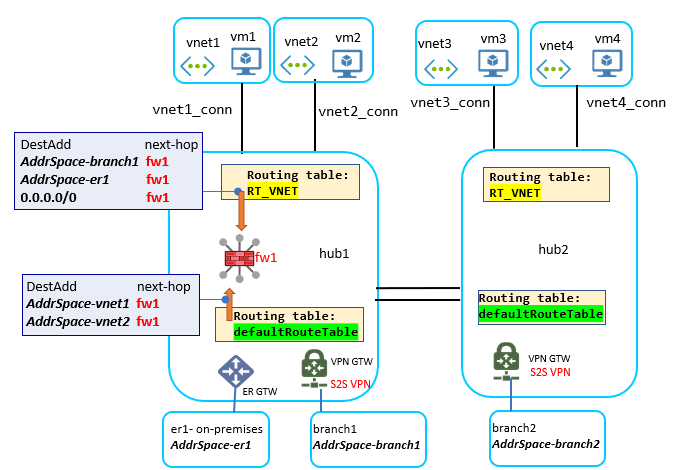 vnet1 vm1
vnet2 vm2
vnet3 vm3
vnet4 vm4
vnet1_conn
vnet2_conn
vnet3_conn
vnet4_conn
DestAdd next-hop
AddrSpace-branch1 fw1
AddrSpace-er1 fw1
0.0.0.0/0 fw1
Routing table:
RT_VNET
Routing table:
RT_VNET
fw1
hub1
hub2
DestAdd next-hop
AddrSpace-vnet1 fw1
AddrSpace-vnet2 fw1
Routing table:
defaultRouteTable
Routing table:
defaultRouteTable
ER GTW
VPN GTW
S2S VPN
VPN GTW
S2S VPN
er1- on-premises
AddrSpace-er1
branch1
AddrSpace-branch1
branch2
AddrSpace-branch2